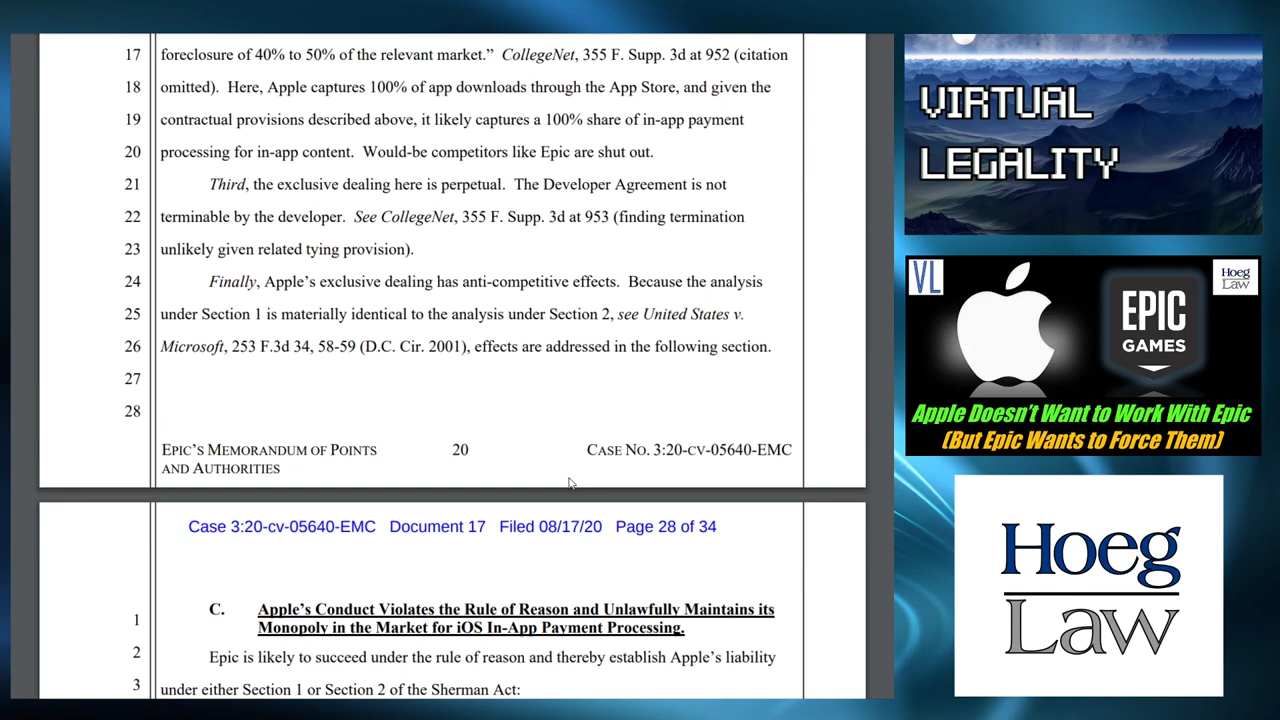 17 foreclosure of 40% to 50% of the relevant market.” CollegeNet, 355 F. Supp. 3d at 952 (citation
18 omitted). Here, Apple captures 100% of app downloads through the App Store, and given the
19 contractual provisions described above, it likely captures a 100% share of in-app payment
20 processing for in-app content. Would-be competitors like Epic are shut out.
21 Third, the exclusive dealing here is perpetual. The Developer Agreement is not
22 terminable by the developer. See CollegeNet, 355 F. Supp. 3d at 953 (finding termination
23 unlikely given related tying provision).
24 Finally, Apple’s exclusive dealing has anti-competitive effects. Because the analysis
25 under Section 1 is materially identical to the analysis under Section 2, see United States v.
26 Microsoft, 253 F.3d 34, 58-59 (D.C. Cir. 2001), effects are addressed in the following section.
27
28
EPIC’S MEMORANDUM OF POINTS 20 CASE NO. 3:20-CV-05640-EMC
AND AUTHORITIES
Case 3:20-cv-05640-EMC Document 17 Filed 08/17/20 Page 28 of 34
1 C. Apple’s Conduct Violates the Rule of Reason and Unlawfully Maintains its
Monopoly in the Market for iOS In-App Payment Processing.
2 Epic is likely to succeed under the rule of reason and thereby establish Apple’s liability
3 under either Section 1 or Section 2 of the Sherman Act:
VIRTUAL
LEGALITY
VL
Hoeg
Law
EPIC
GAMES
Apple Doesn't Want to Work With Epic
(But Epic Wants to Force Them)
Hoeg
Law